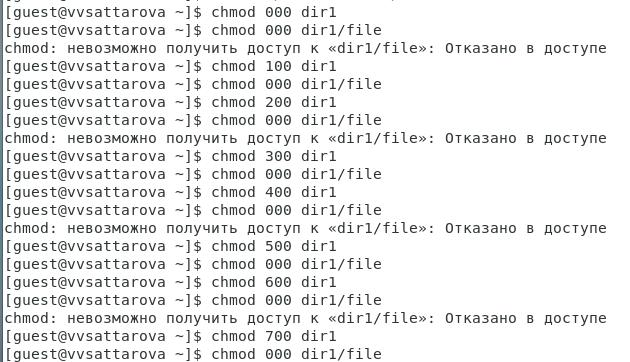 [guest@vvsattarova ~]$ chmod 000 dir1
[guest@vvsattarova ~]$ chmod 000 dir1/file
chmod: невозможно получить доступ к «dir1/file»: Отказано в доступе
[guest@vvsattarova ~]$ chmod 100 dir1
[guest@vvsattarova ~]$ chmod 000 dir1/file
[guest@vvsattarova ~]$ chmod 200 dir1
[guest@vvsattarova ~]$ chmod 000 dir1/file
chmod: невозможно получить доступ к «dir1/file»: Отказано в доступе
[guest@vvsattarova ~]$ chmod 300 dir1
[guest@vvsattarova ~]$ chmod 000 dir1/file
[guest@vvsattarova ~]$ chmod 400 dir1
[guest@vvsattarova ~]$ chmod 000 dir1/file
chmod: невозможно получить доступ к «dir1/file»: Отказано в доступе
[guest@vvsattarova ~]$ chmod 500 dir1
[guest@vvsattarova ~]$ chmod 000 dir1/file
[guest@vvsattarova ~]$ chmod 600 dir1
[guest@vvsattarova ~]$ chmod 000 dir1/file
chmod: невозможно получить доступ к «dir1/file»: Отказано в доступе
[guest@vvsattarova ~]$ chmod 700 dir1
[guest@vvsattarova ~]$ chmod 000 dir1/file